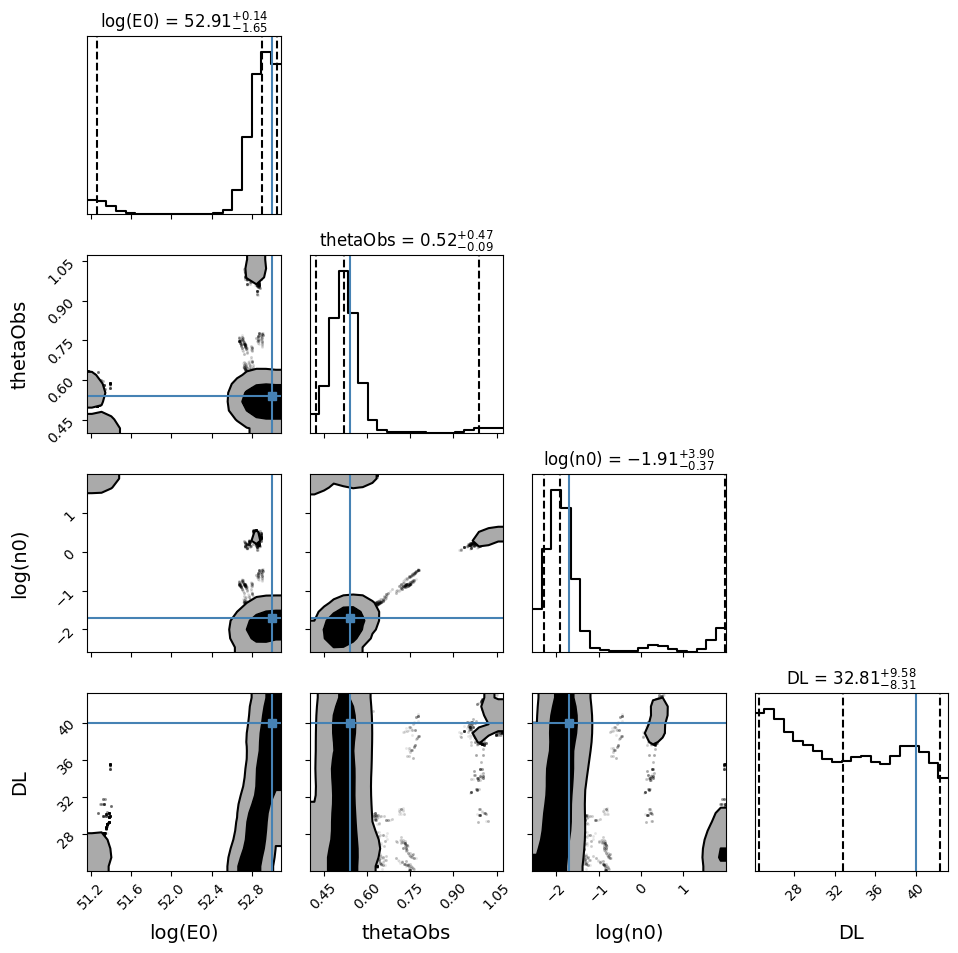 log(E0) = 52.91+0.14 −1.65
thetaObs = 0.52+0.47 −0.09
1.05
0.90
0.75
0.60
0.45
thetaObs
log(n0) = −1.91+3.90 −0.37
1
0
−1
−2
log(n0)
DL = 32.81+9.58 −8.31
40
36
32
28
DL
51.2 51.6 52.0 52.4 52.8
0.45 0.60 0.75 0.90 1.05
−2 −1 0 1
28 32 36 40
log(E0) thetaObs log(n0) DL